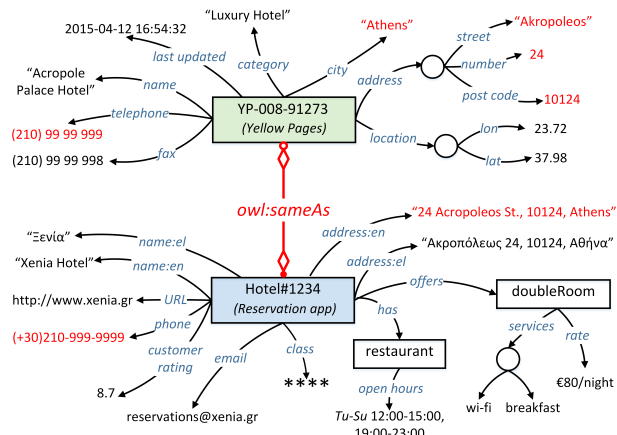 “Luxury Hotel”
2015-04-12 16:54:32
“Athens”
“Akropoleos”
street
last updated
category
city
number
24
“Acropole
Palace Hotel”
name
address
post code
10124
telephone
YP-008-91273
(Yellow Pages)
(210) 99 99 999
location
lon
23.72
(210) 99 99 998
fax
lat
37.98
owl:sameAs
“24 Acropoleos St., 10124, Athens”
address:en
“Ξενία”
name:el
“Ακροπόλεως 24, 10124, Αθήνα”
address:el
“Xenia Hotel”
name:en
offers
Hotel#1234
(Reservation app)
doubleRoom
http://www.xenia.gr
URL
has
phone
services
rate
(+30)210-999-9999
customer
rating
email
class
restaurant
****
open hours
€80/night
8.7
wi-fi
breakfast
reservations@xenia.gr
Tu-Su 12:00-15:00,
19:00-23:00